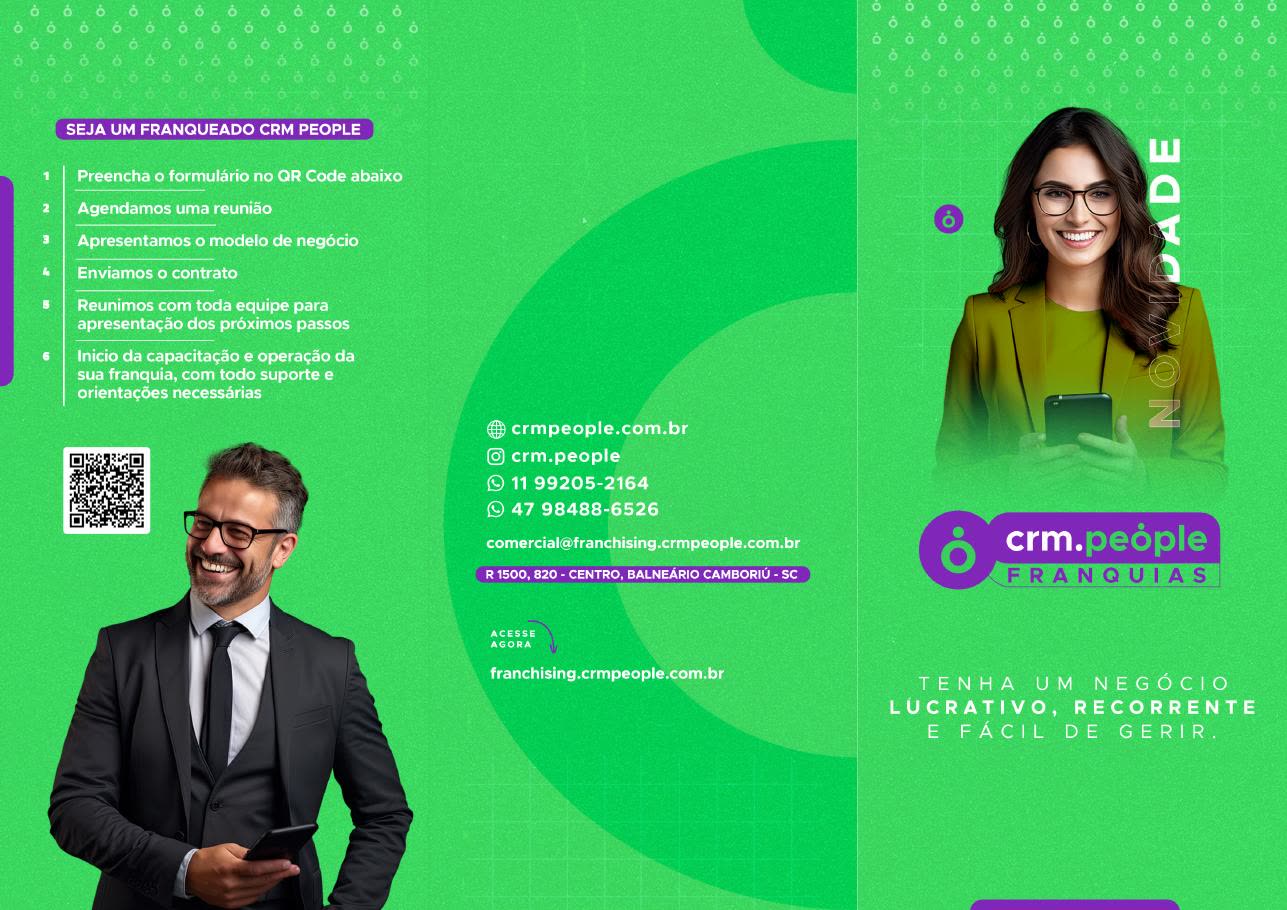 SEJA UM FRANQUEADO CRM PEOPLE
1 Preencha o formulário no QR Code abaixo
2 Agendamos uma reunião
3 Apresentamos o modelo de negócio
4 Enviamos o contrato
5 Reunimos com toda equipe para
apresentação dos próximos passos
6 Inicio da capacitação e operação da
sua franquia, com todo suporte e
orientações necessárias
crmpeople.com.br
crm.people
11 99205-2164
47 98488-6526
comercial@franchising.crmpeople.com.br
R 1500, 820 - CENTRO, BALNEÁRIO CAMBORIÚ - SC
ACESSE
AGORA
franchising.crmpeople.com.br
NOVIDADE
crm.people
FRANQUIAS
TENHA UM NEGÓCIO
LUCRATIVO, RECORRENTE
E FÁCIL DE GERIR.